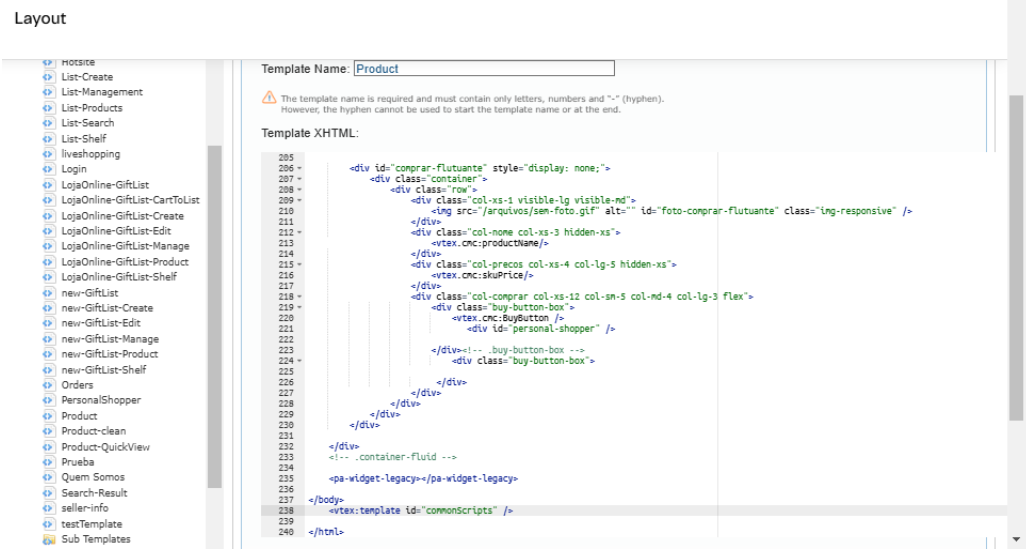 Layout
Hotsite
List-Create
List-Management
List-Products
List-Search
List-Shelf
liveshopping
Login
LojaOnline-GiftList
LojaOnline-GiftList-CartToList
LojaOnline-GiftList-Create
LojaOnline-GiftList-Edit
LojaOnline-GiftList-Manage
LojaOnline-GiftList-Product
LojaOnline-GiftList-Shelf
new-GiftList
new-GiftList-Create
new-GiftList-Edit
new-GiftList-Manage
new-GiftList-Product
new-GiftList-Shelf
Orders
PersonalShopper
Product
Product-clean
Product-QuickView
Prueba
Quem Somos
Search-Result
seller-info
testTemplate
Sub Templates
Template Name: Product
The template name is required and must contain only letters, numbers and "-" (hyphen).
However, the hyphen cannot be used to start the template name or at the end.
Template XHTML:
205
206 <div id="comprar-flutuante" style="display: none;">
207 <div class="container">
208 <div class="row">
209 <div class="col-xs-1 visible-lg visible-md">
210 <img src="/arquivos/sem-foto.gif" alt="" id="foto-comprar-flutuante" class="img-responsive" />
211 </div>
212 <div class="col-nome col-xs-3 hidden-xs">
213 <vtex.cmc:productName/>
214 </div>
215 <div class="col-precos col-xs-4 col-lg-5 hidden-xs">
216 <vtex.cmc:skuPrice/>
217 </div>
218 <div class="col-comprar col-xs-12 col-sm-5 col-md-4 col-lg-3 flex">
219 <div class="buy-button-box">
220 <vtex.cmc:BuyButton />
221 <div id="personal-shopper" />
222
223 </div><!-- .buy-button-box -->
224 <div class="buy-button-box">
225
226 </div>
227 </div>
228 </div>
229 </div>
230 </div>
231
232 </div>
233 <!-- .container-fluid -->
234
235 <pa-widget-legacy></pa-widget-legacy>
236
237 </body>
238 <vtex:template id="commonScripts" />
239
240 </html>